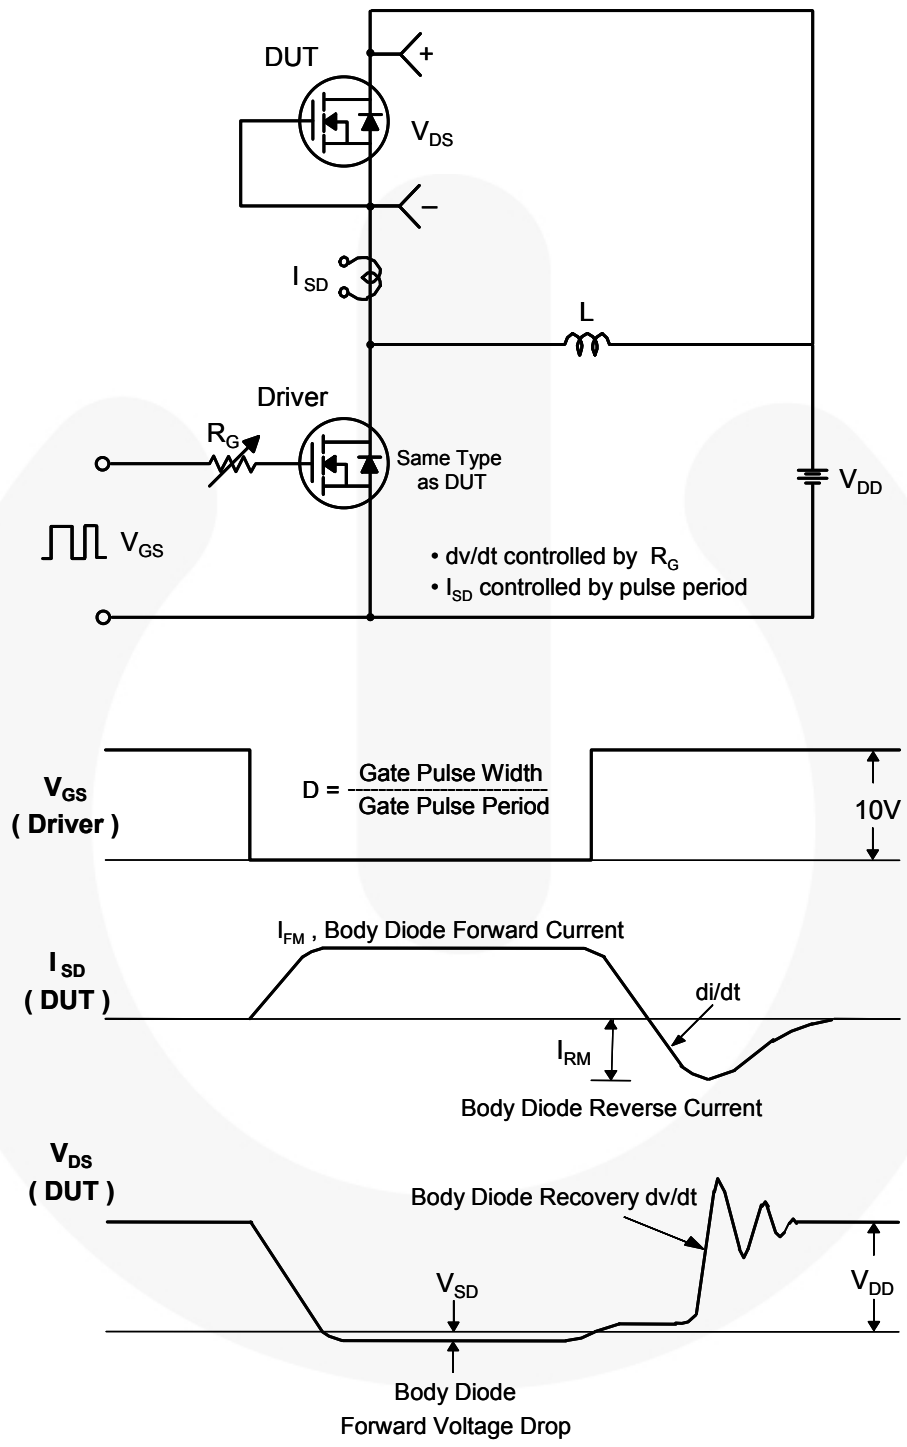 DUT
+
V_DS
−
I_SD
L
Driver
R_G
Same Type
as DUT
V_DD
V_GS
• dv/dt controlled by R_G
• I_SD controlled by pulse period
V_GS
( Driver )
D = Gate Pulse Width
Gate Pulse Period
10V
I_FM , Body Diode Forward Current
I_SD
( DUT )
di/dt
I_RM
Body Diode Reverse Current
V_DS
( DUT )
Body Diode Recovery dv/dt
V_SD
V_DD
Body Diode
Forward Voltage Drop